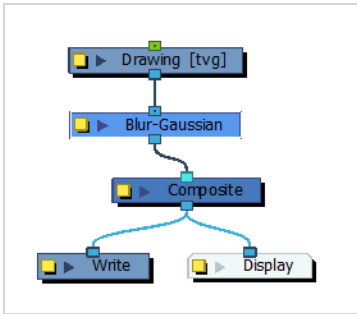 Drawing [tvg]
Blur-Gaussian
Composite
Write
Display